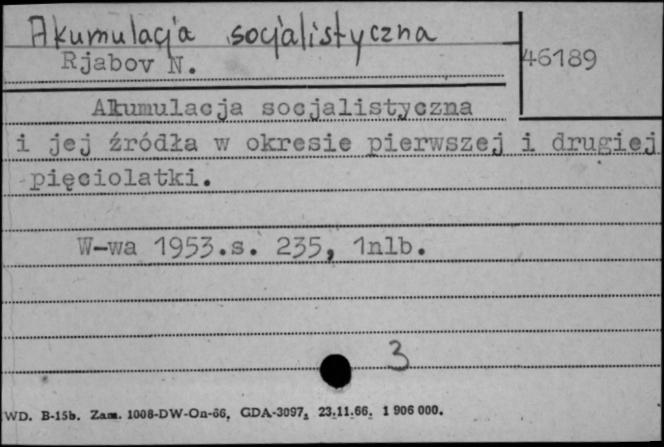 Akumulacja socjalistyczna
Rjabov N.
46189
Akumulacja socjalistyczna
i jej źródła w okresie pierwszej i drugiej
pięciolatki.
W-wa 1953.s. 235, 1nlb.
3
WD. B-15b. Zam. 1008-DW-On-66. GDA-3097. 23.11.66. 1 906 000.